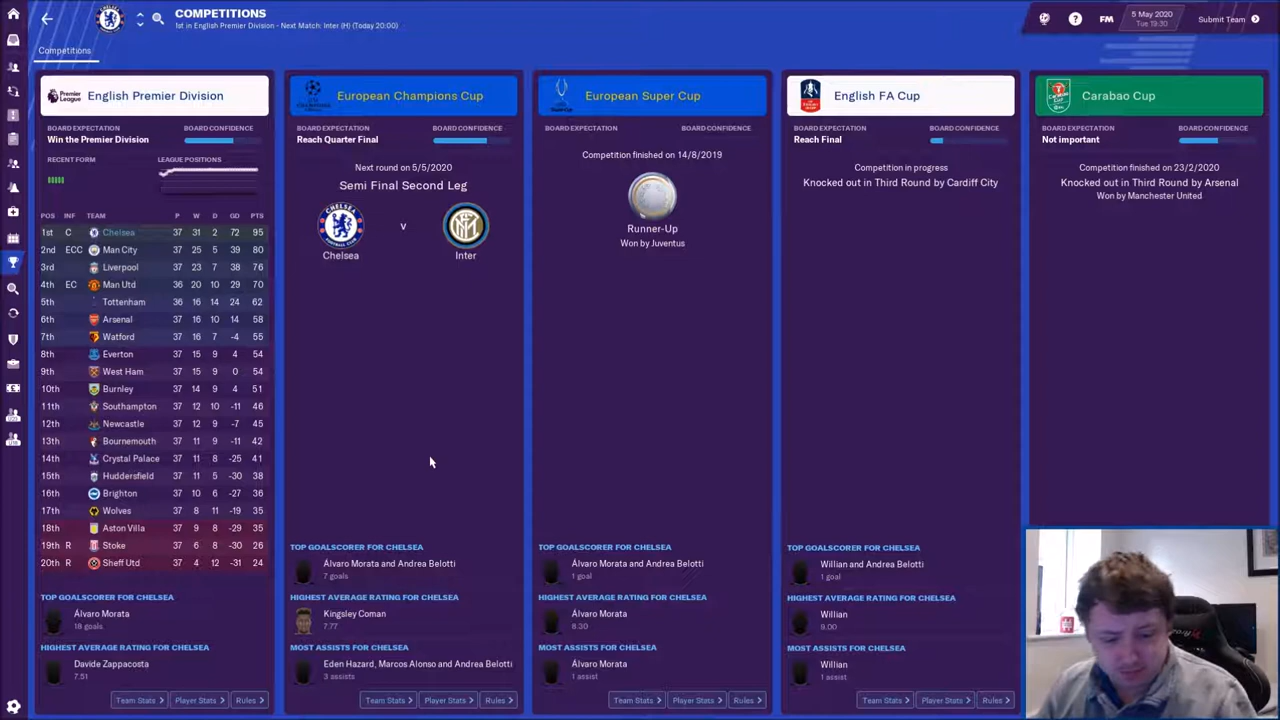 COMPETITIONS
1st in English Premier Division - Next Match: Inter (H) (Today 20:00)
FM
5 May 2020
Tue 19:30
Submit Team
Competitions
Premier League
English Premier Division
BOARD EXPECTATION
BOARD CONFIDENCE
Win the Premier Division
RECENT FORM
LEAGUE POSITIONS
POS INF TEAM P W D GD PTS
1st C Chelsea 37 31 2 72 95
2nd ECC Man City 37 25 5 39 80
3rd Liverpool 37 23 7 38 76
4th EC Man Utd 36 20 10 29 70
5th Tottenham 36 16 14 24 62
6th Arsenal 37 16 10 14 58
7th Watford 37 16 7 -4 55
8th Everton 37 15 9 4 54
9th West Ham 37 15 9 0 54
10th Burnley 37 14 9 4 51
11th Southampton 37 12 10 -11 46
12th Newcastle 37 12 9 -7 45
13th Bournemouth 37 11 9 -11 42
14th Crystal Palace 37 11 8 -25 41
15th Huddersfield 37 11 5 -30 38
16th Brighton 37 10 6 -27 36
17th Wolves 37 8 11 -19 35
18th Aston Villa 37 9 8 -29 35
19th R Stoke 37 6 8 -30 26
20th R Sheff Utd 37 4 12 -31 24
TOP GOALSCORER FOR CHELSEA
Álvaro Morata
18 goals
HIGHEST AVERAGE RATING FOR CHELSEA
Davide Zappacosta
7.51
Team Stats
Player Stats
Rules
European Champions Cup
BOARD EXPECTATION
BOARD CONFIDENCE
Reach Quarter Final
Next round on 5/5/2020
Semi Final Second Leg
v
Chelsea
Inter
TOP GOALSCORER FOR CHELSEA
Álvaro Morata and Andrea Belotti
7 goals
HIGHEST AVERAGE RATING FOR CHELSEA
Kingsley Coman
7.77
MOST ASSISTS FOR CHELSEA
Eden Hazard, Marcos Alonso and Andrea Belotti
3 assists
Team Stats
Player Stats
Rules
European Super Cup
BOARD EXPECTATION
BOARD CONFIDENCE
Competition finished on 14/8/2019
Runner-Up
Won by Juventus
TOP GOALSCORER FOR CHELSEA
Álvaro Morata and Andrea Belotti
1 goal
HIGHEST AVERAGE RATING FOR CHELSEA
Álvaro Morata
8.30
MOST ASSISTS FOR CHELSEA
Álvaro Morata
1 assist
Team Stats
Player Stats
Rules
English FA Cup
BOARD EXPECTATION
BOARD CONFIDENCE
Reach Final
Competition in progress
Knocked out in Third Round by Cardiff City
TOP GOALSCORER FOR CHELSEA
Willian and Andrea Belotti
1 goal
HIGHEST AVERAGE RATING FOR CHELSEA
Willian
9.00
MOST ASSISTS FOR CHELSEA
Willian
1 assist
Team Stats
Player Stats
Rules
Carabao Cup
BOARD EXPECTATION
BOARD CONFIDENCE
Not important
Competition finished on 23/2/2020
Knocked out in Third Round by Arsenal
Won by Manchester United